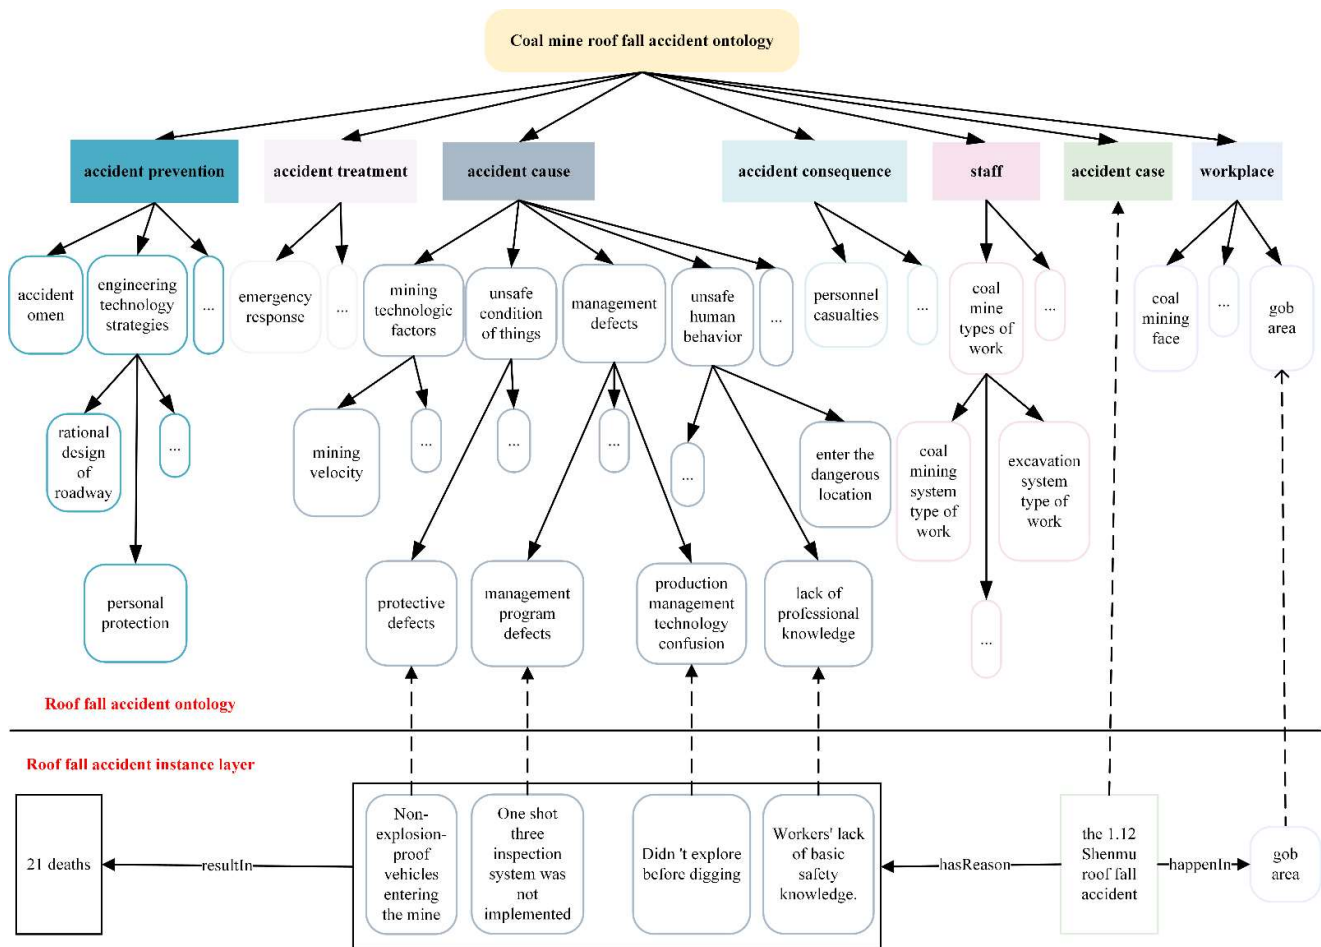 Coal mine roof fall accident ontology
accident prevention
accident treatment
accident cause
accident consequence
staff
accident case
workplace
accident
omen
engineering
technology
strategies
...
emergency
response
...
mining
technologic
factors
unsafe
condition
of things
management
defects
unsafe
human
behavior
...
personnel
casualties
...
coal
mine
types of
work
...
coal
mining
face
...
gob
area
rational
design
of
roadway
...
mining
velocity
...
...
...
...
enter the
dangerous
location
coal
mining
system
type of
work
excavation
system
type of
work
personal
protection
protective
defects
management
program
defects
production
management
technology
confusion
lack of
professional
knowledge
...
Roof fall accident ontology
Roof fall accident instance layer
21 deaths
resultIn
Non-
explosion-
proof
vehicles
entering
the mine
One shot
three
inspection
system was
not
implemented
Didn 't explore
before digging
Workers' lack
of basic
safety
knowledge.
hasReason
the 1.12
Shenmu
roof fall
accident
happenIn
gob
area